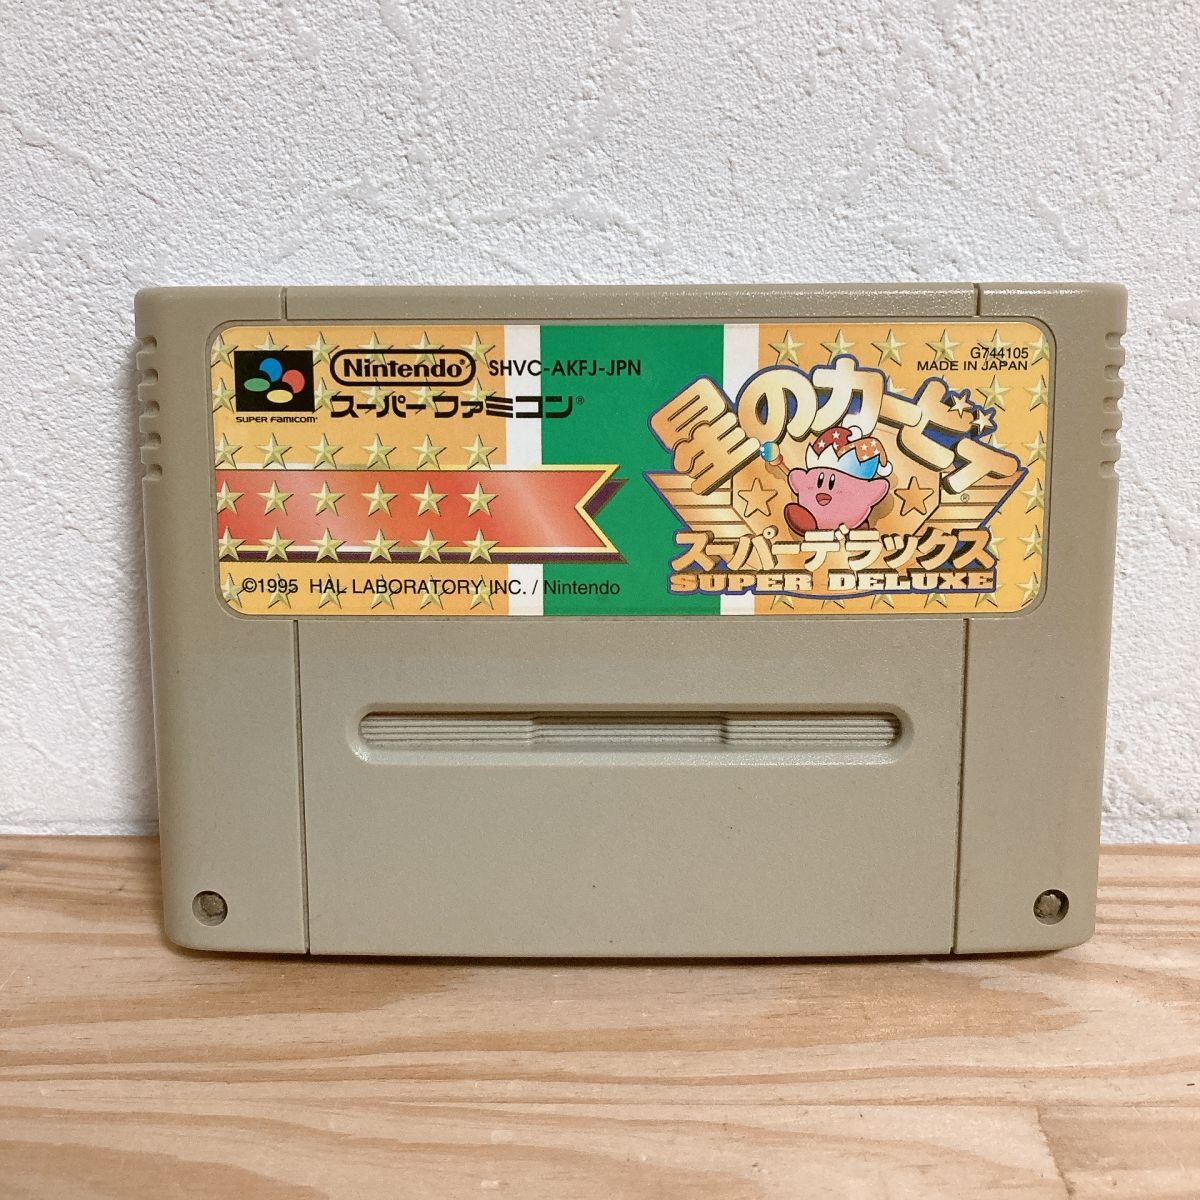 Nintendo SHVC-AKFJ-JPN
スーパーファミコン®
SUPER FAMICOM™
G744105
MADE IN JAPAN
星のカービィ®
スーパーデラックス
SUPER DELUXE
©1995 HAL LABORATORY INC. / Nintendo